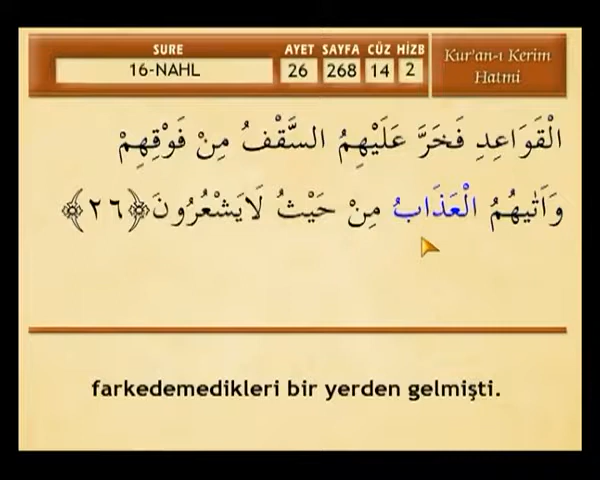 SURE AYET SAYFA CÜZ HİZB
16-NAHL 26 268 14 2
Kur'an-ı Kerim
Hatmi
الْقَوَاعِدِ فَخَرَّ عَلَيْهِمُ السَّقْفُ مِنْ فَوْقِهِمْ
وَاَتٰيهُمُ الْعَذَابُ مِنْ حَيْثُ لَايَشْعُرُونَ ﴿٢٦﴾
farkedemedikleri bir yerden gelmişti.